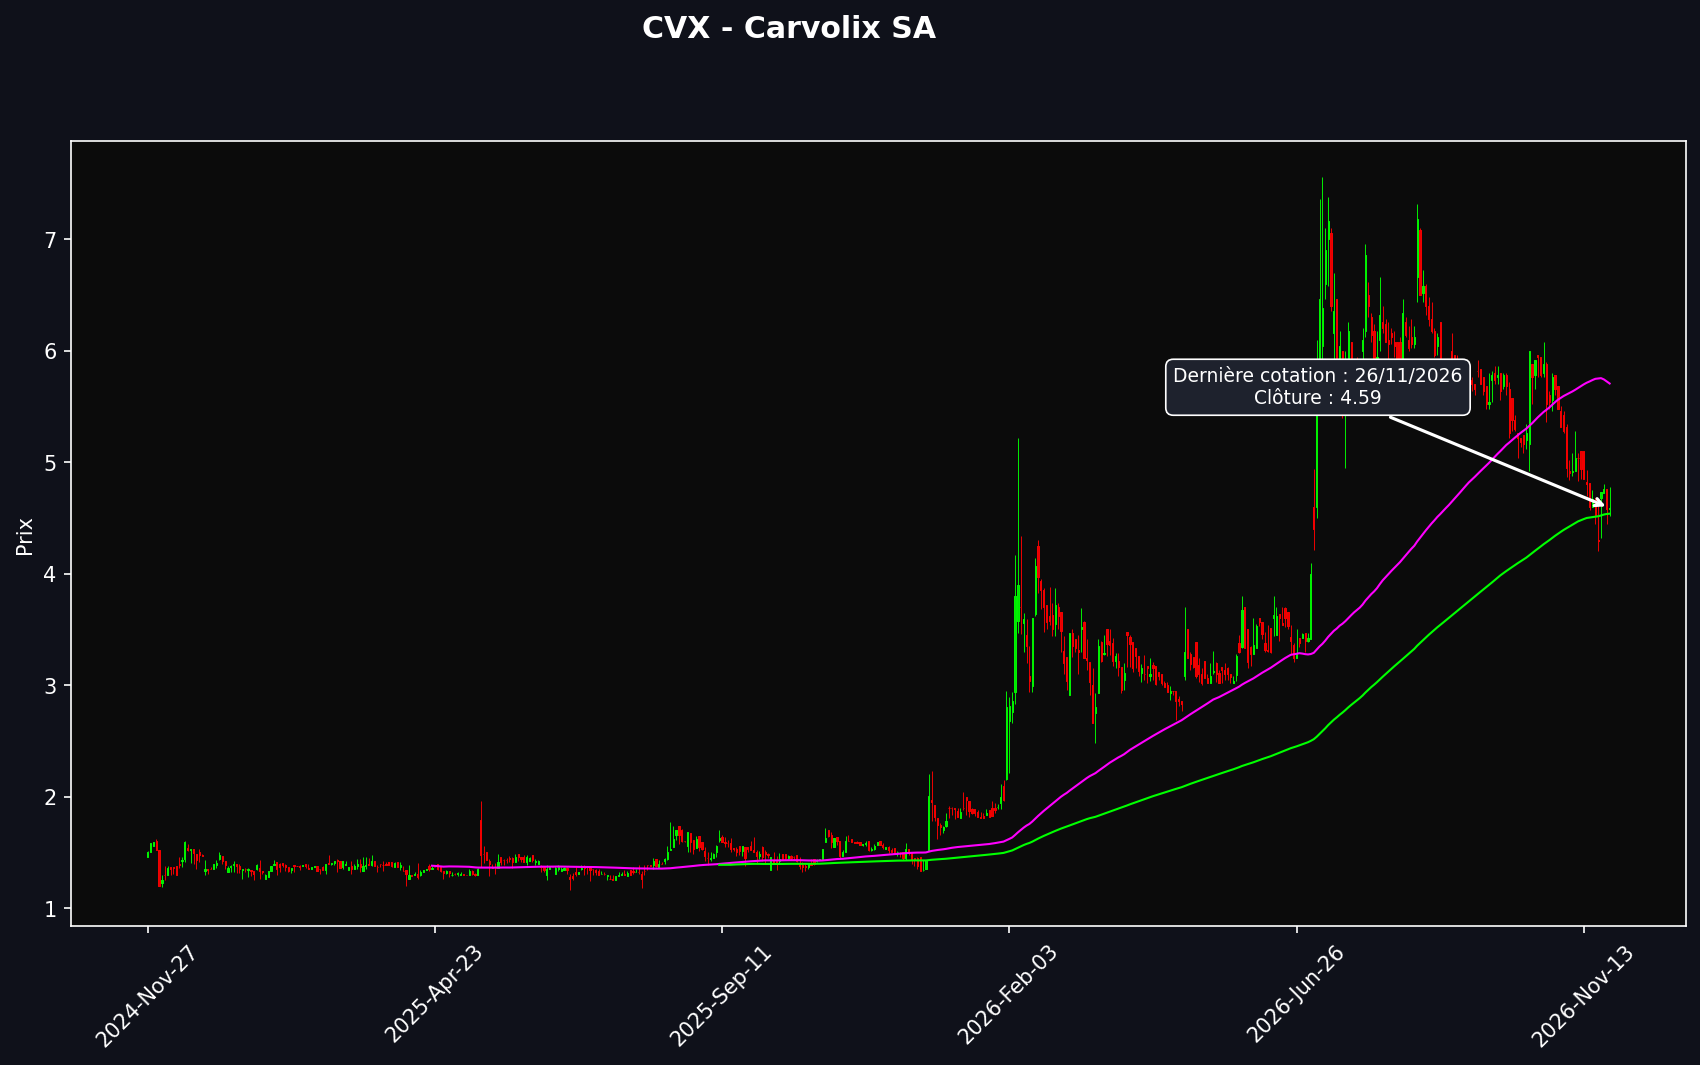 CVX - Carvolix SA
Prix
7
6
5
4
3
2
1
Dernière cotation : 26/11/2026
Clôture : 4.59
2024-Nov-27
2025-Apr-23
2025-Sep-11
2026-Feb-03
2026-Jun-26
2026-Nov-13